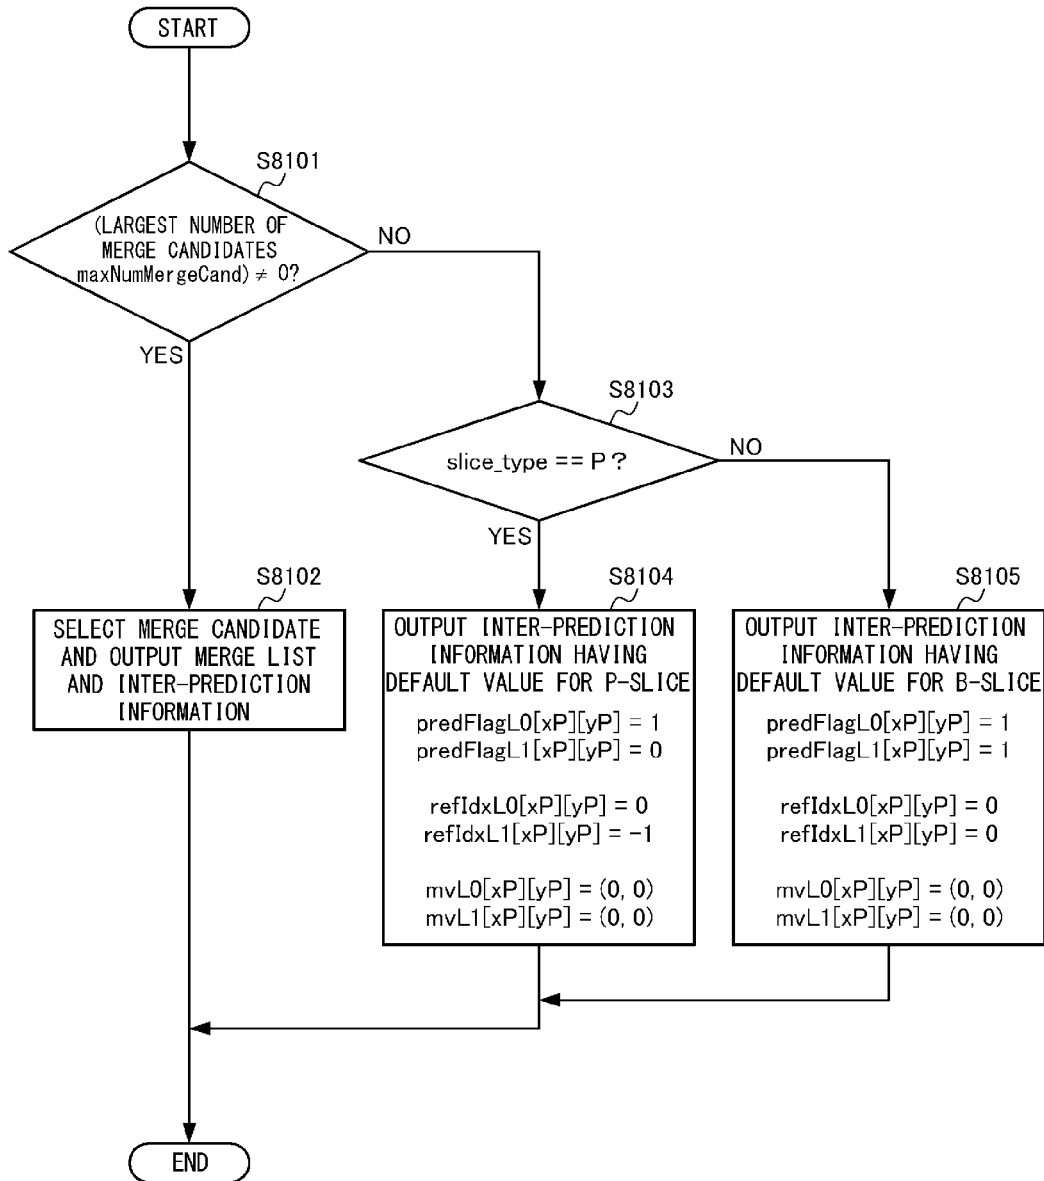 START
S8101
(LARGEST NUMBER OF
MERGE CANDIDATES
maxNumMergeCand) ≠ 0?
NO
YES
S8103
slice_type == P ?
NO
YES
S8102
SELECT MERGE CANDIDATE
AND OUTPUT MERGE LIST
AND INTER-PREDICTION
INFORMATION
S8104
OUTPUT INTER-PREDICTION
INFORMATION HAVING
DEFAULT VALUE FOR P-SLICE
predFlagL0[xP][yP] = 1
predFlagL1[xP][yP] = 0
refIdxL0[xP][yP] = 0
refIdxL1[xP][yP] = -1
mvL0[xP][yP] = (0, 0)
mvL1[xP][yP] = (0, 0)
S8105
OUTPUT INTER-PREDICTION
INFORMATION HAVING
DEFAULT VALUE FOR B-SLICE
predFlagL0[xP][yP] = 1
predFlagL1[xP][yP] = 1
refIdxL0[xP][yP] = 0
refIdxL1[xP][yP] = 0
mvL0[xP][yP] = (0, 0)
mvL1[xP][yP] = (0, 0)
END